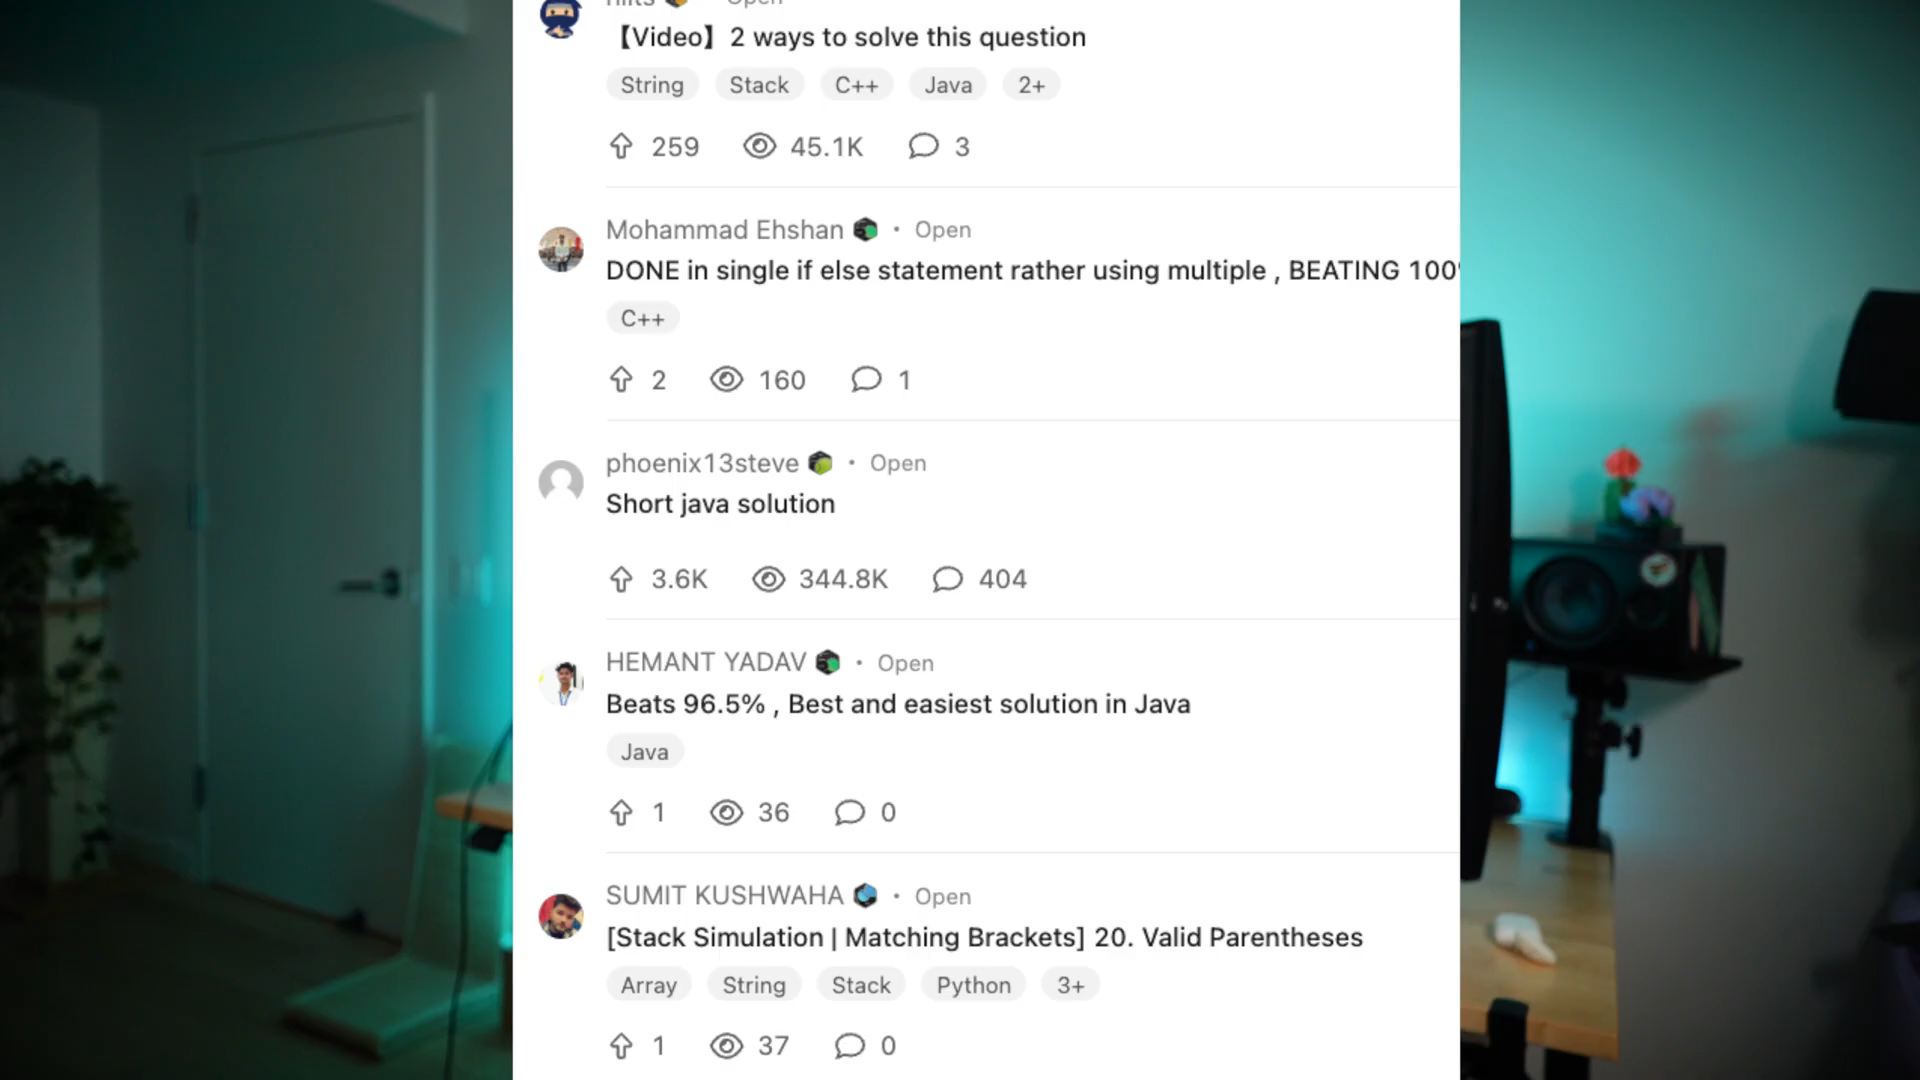 【Video】2 ways to solve this question
String Stack C++ Java 2+
259 45.1K 3
Mohammad Ehshan • Open
DONE in single if else statement rather using multiple , BEATING 100
C++
2 160 1
phoenix13steve • Open
Short java solution
3.6K 344.8K 404
HEMANT YADAV • Open
Beats 96.5% , Best and easiest solution in Java
Java
1 36 0
SUMIT KUSHWAHA • Open
[Stack Simulation | Matching Brackets] 20. Valid Parentheses
Array String Stack Python 3+
1 37 0